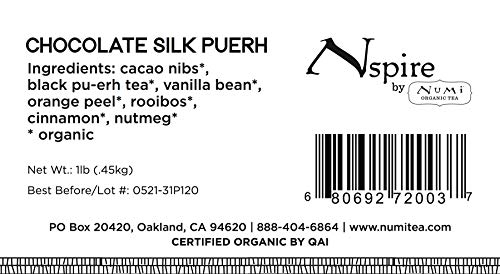 CHOCOLATE SILK PUERH
Ingredients: cacao nibs*,
black pu-erh tea*, vanilla bean*,
orange peel*, rooibos*,
cinnamon*, nutmeg*
* organic
Net Wt.: 1lb (.45kg)
Best Before/Lot #: 0521-31P120
Nspire
by NUMi
ORGANIC TEA
6 80692 72003 7
PO Box 20420, Oakland, CA 94620 | 888-404-6864 | www.numitea.com
CERTIFIED ORGANIC BY QAI